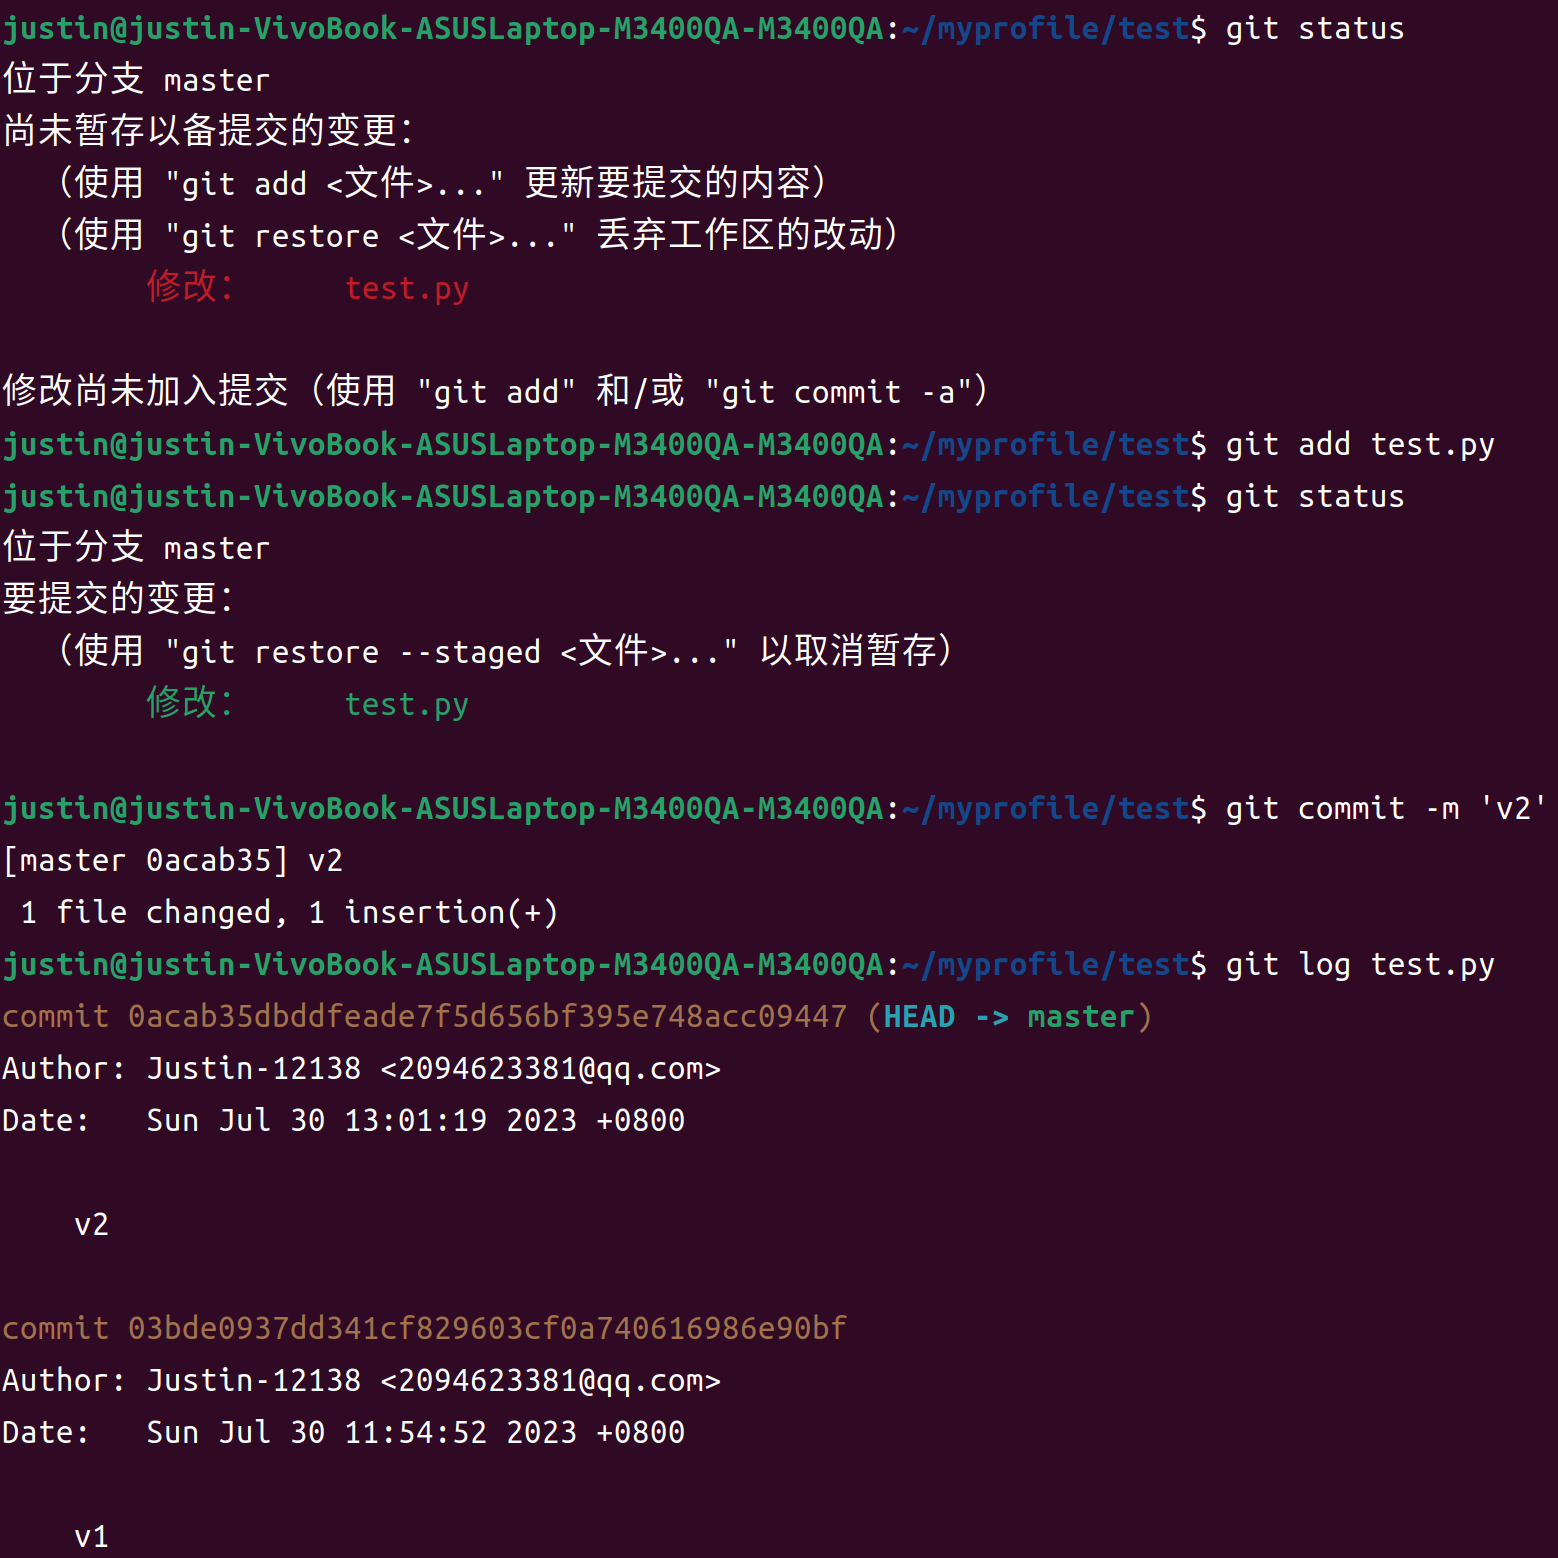 justin@justin-VivoBook-ASUSLaptop-M3400QA-M3400QA:~/myprofile/test$ git status
位于分支 master
尚未暂存以备提交的变更：
（使用 "git add <文件>..." 更新要提交的内容）
（使用 "git restore <文件>..." 丢弃工作区的改动）
修改： test.py
修改尚未加入提交（使用 "git add" 和/或 "git commit -a"）
justin@justin-VivoBook-ASUSLaptop-M3400QA-M3400QA:~/myprofile/test$ git add test.py
justin@justin-VivoBook-ASUSLaptop-M3400QA-M3400QA:~/myprofile/test$ git status
位于分支 master
要提交的变更：
（使用 "git restore --staged <文件>..." 以取消暂存）
修改： test.py
justin@justin-VivoBook-ASUSLaptop-M3400QA-M3400QA:~/myprofile/test$ git commit -m 'v2'
[master 0acab35] v2
1 file changed, 1 insertion(+)
justin@justin-VivoBook-ASUSLaptop-M3400QA-M3400QA:~/myprofile/test$ git log test.py
commit 0acab35dbddfeade7f5d656bf395e748acc09447 (HEAD -> master)
Author: Justin-12138 <2094623381@qq.com>
Date: Sun Jul 30 13:01:19 2023 +0800
v2
commit 03bde0937dd341cf829603cf0a740616986e90bf
Author: Justin-12138 <2094623381@qq.com>
Date: Sun Jul 30 11:54:52 2023 +0800
v1